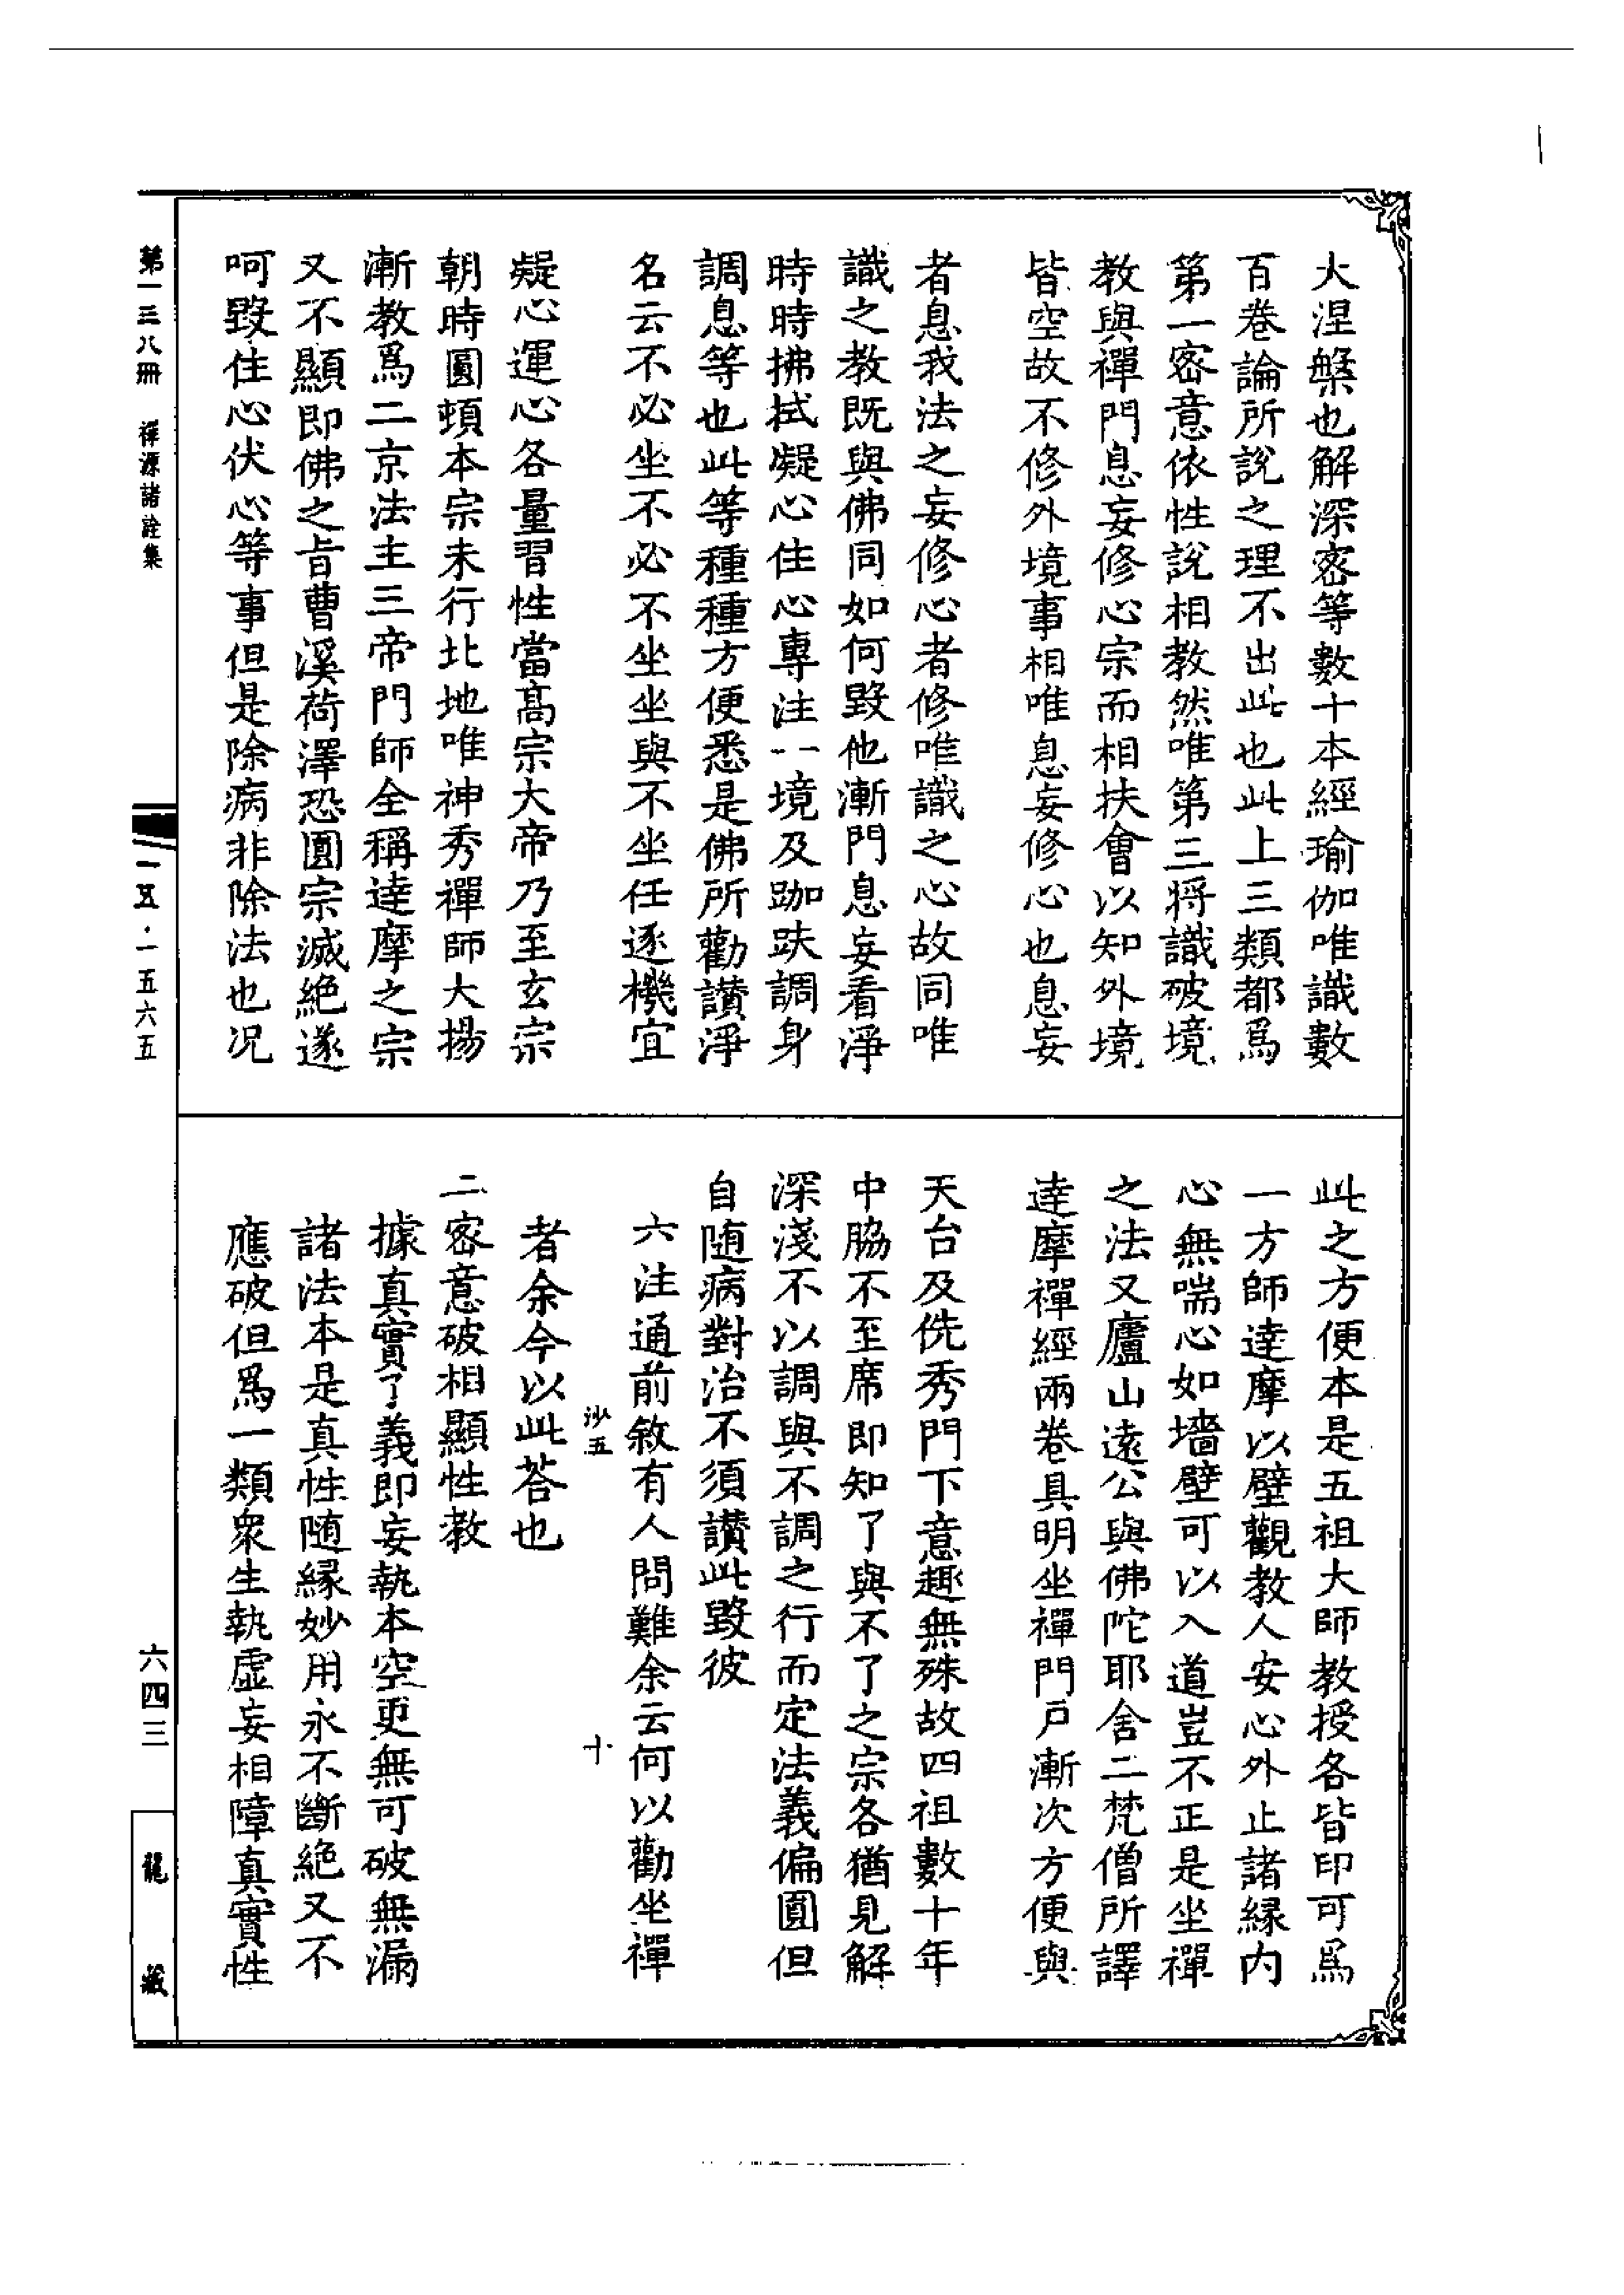 大涅槃也解深密等數十本經瑜伽唯識數
百卷論所說之理不出此也此上三類都爲
第一密意依性說相教然唯第三將識破境
教與禪門息妄修心宗而相扶會以知外境
皆空故不修外境事相唯息妄修心也息妄
者息我法之妄修心者修唯識之心故同唯
識之教既與佛同如何毀他漸門息妄看淨
時時拂拭凝心住心專注一境及跏趺調身
調息等也此等種種方便悉是佛所勸讚淨
名云不必坐不必不坐坐與不坐任逐機宜
凝心運心各量習性當高宗大帝乃至玄宗
朝時圓頓本宗未行北地唯神秀禪師大揚
漸教爲二京法主三帝門師全稱達摩之宗
又不顯即佛之旨曹溪荷澤恐圓宗滅絕遂
呵毀住心伏心等事但是除病非除法也况
此之方便本是五祖大師教授各皆印可爲
一方師達摩以壁觀教人安心外止諸緣內
心無喘心如墻壁可以入道豈不正是坐禪
之法又廬山遠公與佛陀耶舍二梵僧所譯
達摩禪經兩卷具明坐禪門戶漸次方便與
天台及侁秀門下意趣無殊故四祖數十年
中脇不至席即知了與不了之宗各猶見解
深淺不以調與不調之行而定法義偏圓但
自随病對治不須讚此毀彼
六注通前敘有人問難余云何以勸坐禪
沙五
十
者余今以此荅也
二密意破相顯性教
據真實了義即妄執本空更無可破無漏
諸法本是真性随緣妙用永不斷絕又不
應破但爲一類衆生執虛妄相障真實性
第一三八冊 禪源諸詮集
一五·一五六五
六四三
龍藏